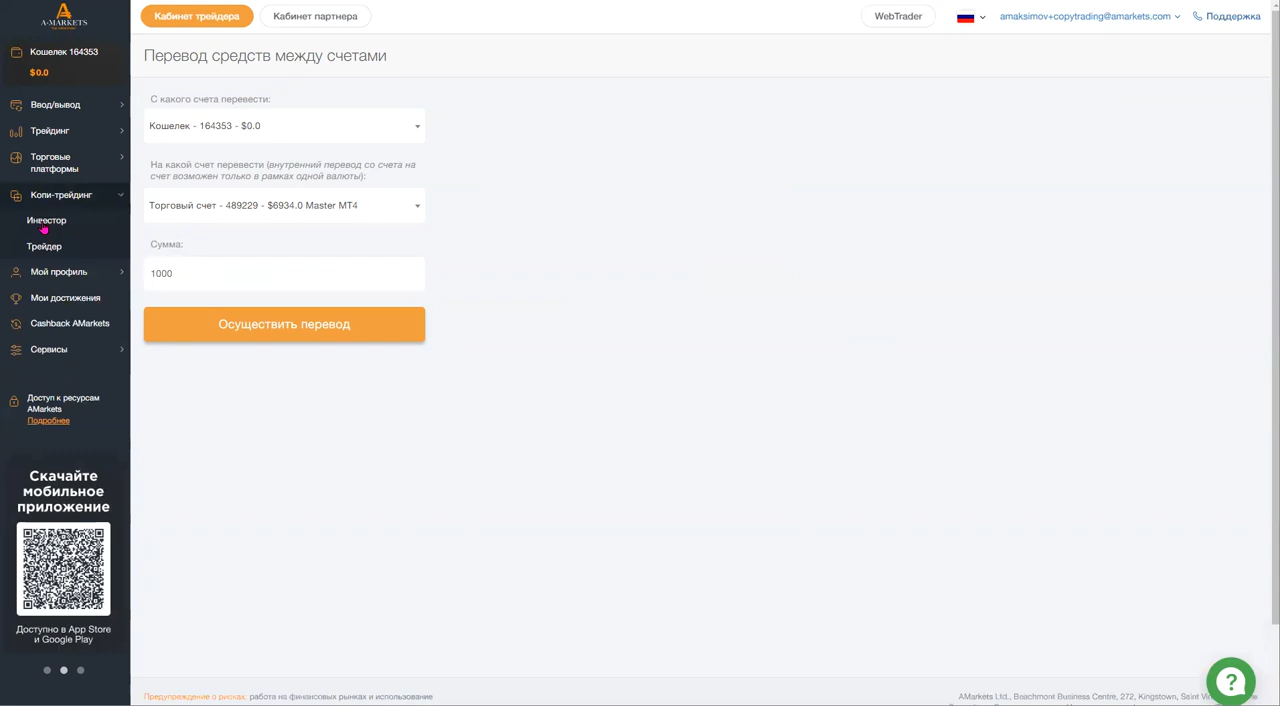 A-MARKETS
Кошелек 164353
$0.0
Ввод/вывод
Трейдинг
Торговые
платформы
Копи-трейдинг
Инвестор
Трейдер
Мой профиль
Мои достижения
Cashback AMarkets
Сервисы
Доступ к ресурсам
AMarkets
Подробнее
Скачайте
мобильное
приложение
Доступно в App Store
и Google Play
Кабинет трейдера
Кабинет партнера
WebTrader
amaksimov+copytrading@amarkets.com
Поддержка
Перевод средств между счетами
С какого счета перевести:
Кошелек - 164353 - $0.0
На какой счет перевести (внутренний перевод со счета на
счет возможен только в рамках одной валюты):
Торговый счет - 489229 - $6934.0 Master MT4
Сумма:
1000
Осуществить перевод
Предупреждение о рисках: работа на финансовых рынках и использование
AMarkets Ltd., Beachmont Business Centre, 272, Kingstown, Saint
?